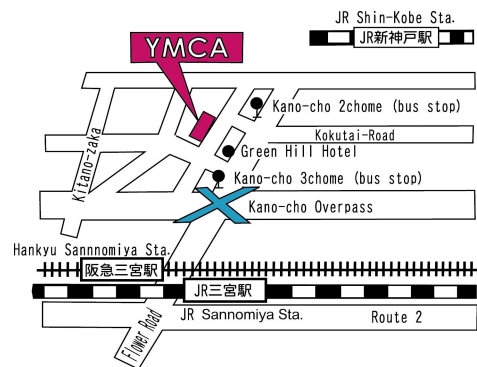 JR Shin-Kobe Sta.
JR新神戸駅
YMCA
Kano-cho 2chome (bus stop)
Kokutai-Road
Kitano-zaka
Green Hill Hotel
Kano-cho 3chome (bus stop)
Kano-cho Overpass
Hankyu Sannnomiya Sta.
阪急三宮駅
JR三宮駅
JR Sannomiya Sta.
Route 2
Flower Road